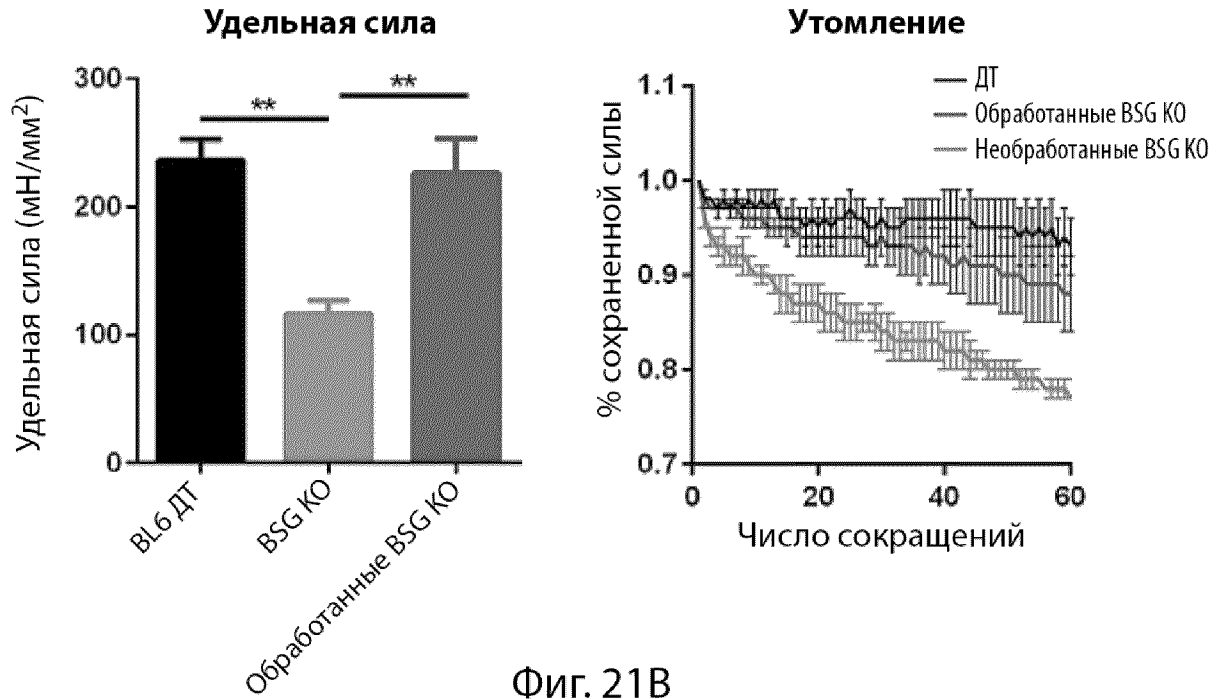 Удельная сила
Удельная сила (мН/мм²)
300
200
100
0
**
**
BL6 ДТ
BSG KO
Обработанные BSG KO
Утомление
% сохраненной силы
1.1
1.0
0.9
0.8
0.7
ДТ
Обработанные BSG KO
Необработанные BSG KO
0
20
40
60
Число сокращений
Фиг. 21B